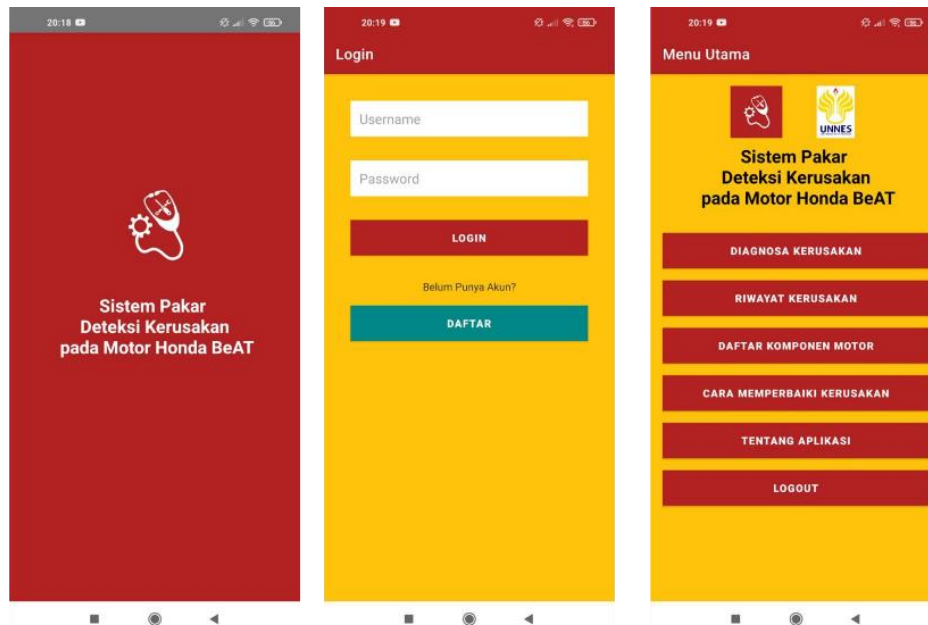 20:18
Sistem Pakar
Deteksi Kerusakan
pada Motor Honda BeAT
20:19
Login
Username
Password
LOGIN
Belum Punya Akun?
DAFTAR
20:19
Menu Utama
UNNES
Sistem Pakar
Deteksi Kerusakan
pada Motor Honda BeAT
DIAGNOSA KERUSAKAN
RIWAYAT KERUSAKAN
DAFTAR KOMPONEN MOTOR
CARA MEMPERBAIKI KERUSAKAN
TENTANG APLIKASI
LOGOUT